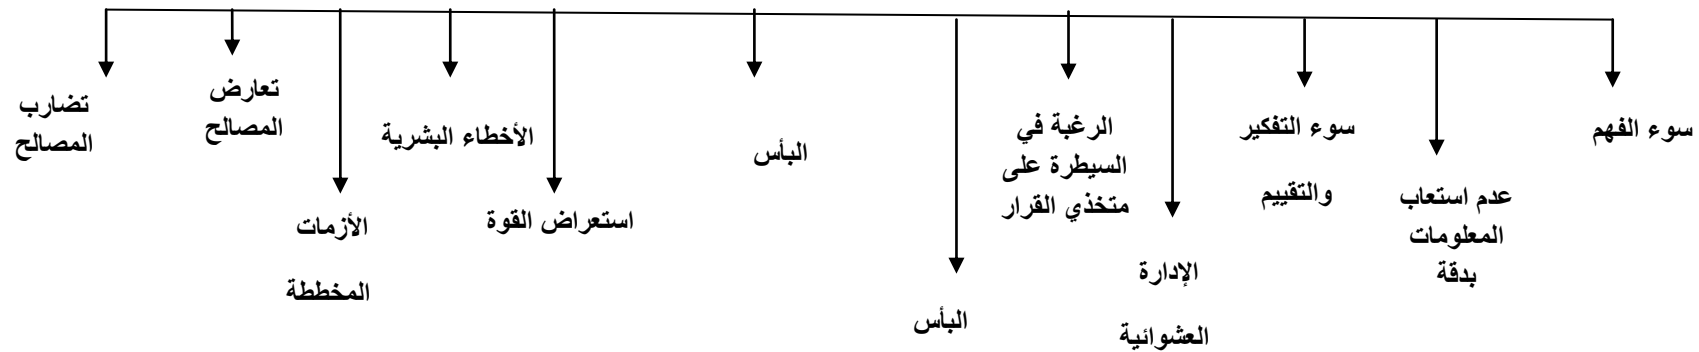 سوء الفهم
عدم استعاب
المعلومات
بدقة
سوء التفكير
والتقييم
الإدارة
العشوائية
الرغبة في
السيطرة على
متخذي القرار
البأس
البأس
استعراض القوة
الأخطاء البشرية
الأزمات
المخططة
تعارض
المصالح
تضارب
المصالح